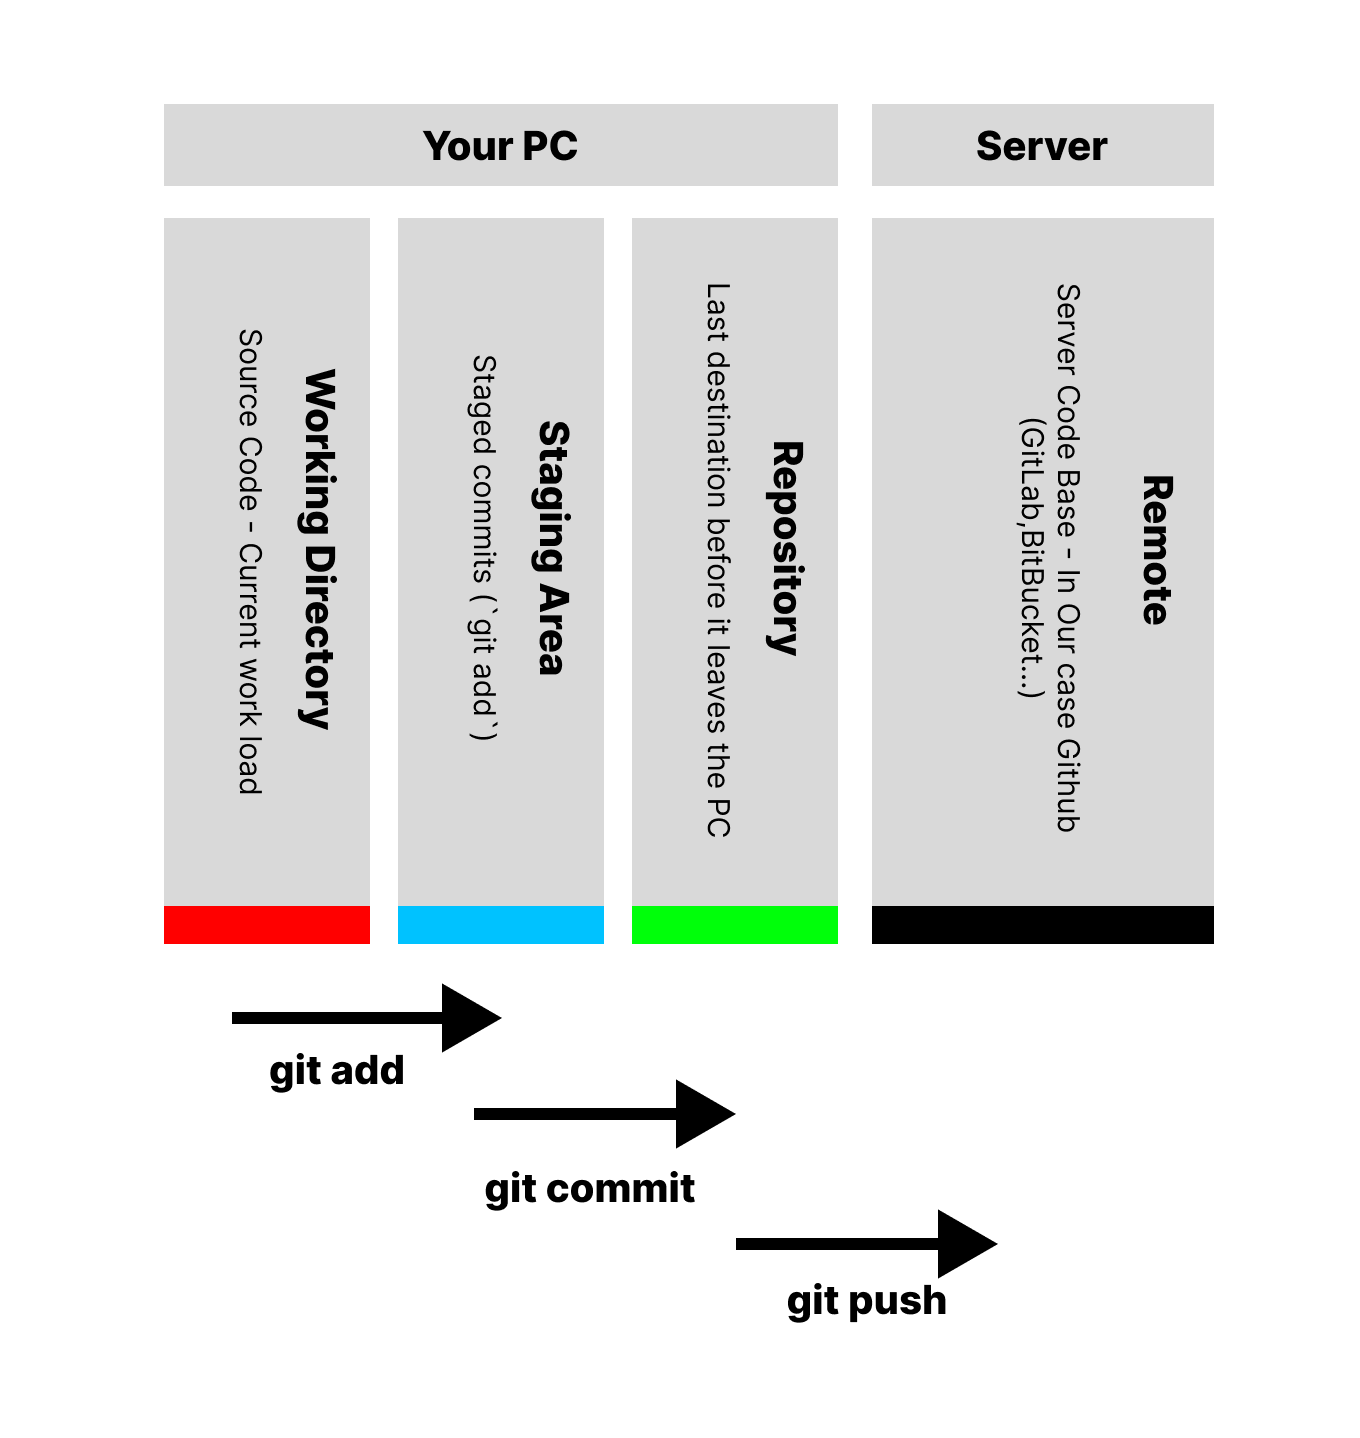 Your PC
Server
Working Directory
Source Code - Current work load
Staging Area
Staged commits (`git add`)
Repository
Last destination before it leaves the PC
Remote
Server Code Base - In Our case Github
(GitLab,BitBucket...)
git add
git commit
git push